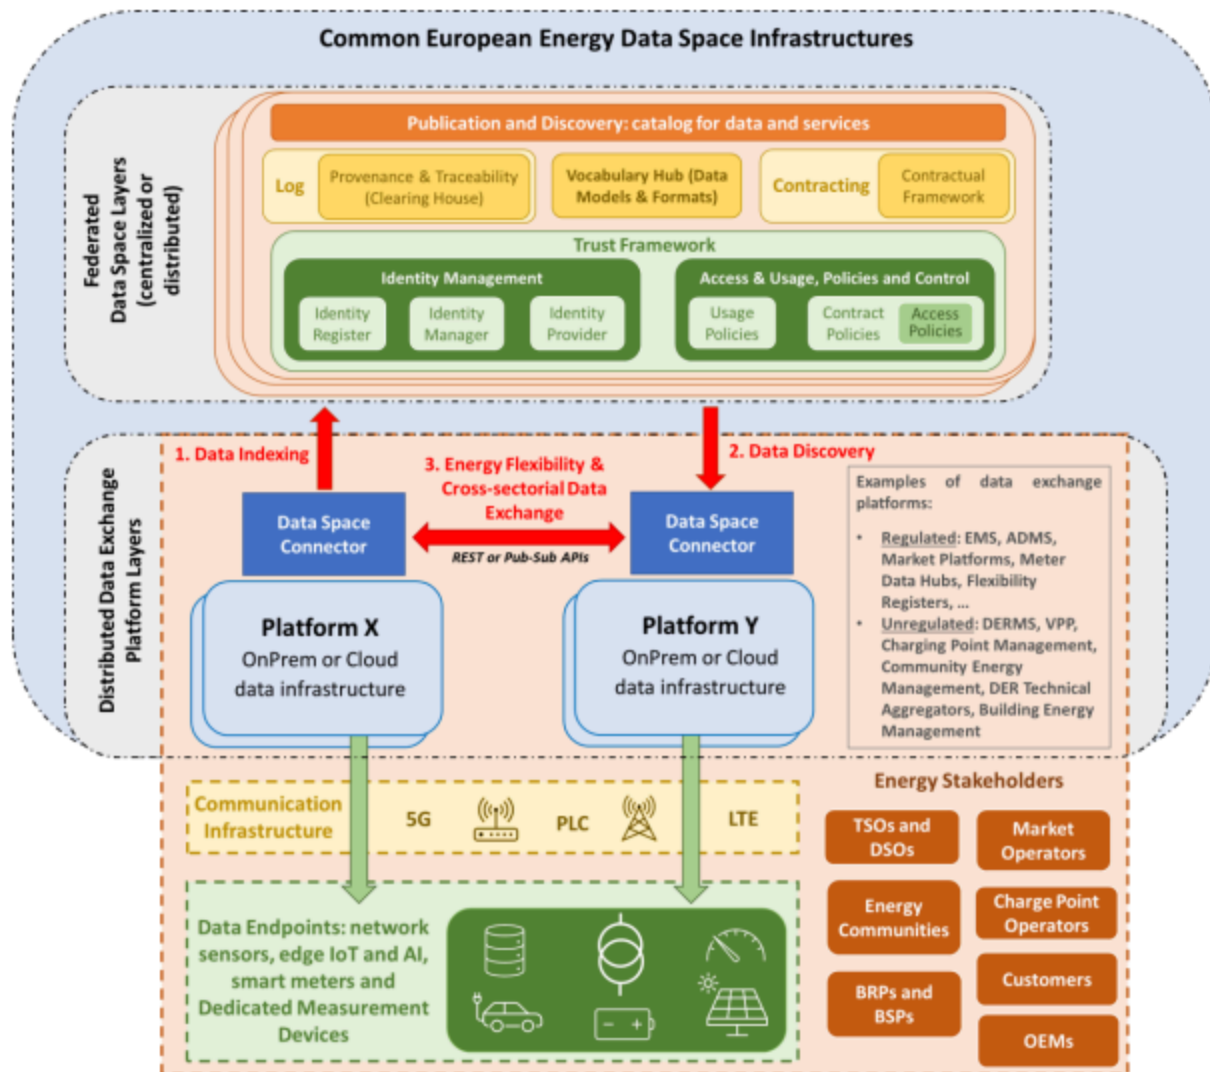 Common European Energy Data Space Infrastructures
Federated
Data Space Layers
(centralized or
distributed)
Publication and Discovery: catalog for data and services
Log
Provenance & Traceability
(Clearing House)
Vocabulary Hub (Data
Models & Formats)
Contracting
Contractual
Framework
Trust Framework
Identity Management
Identity
Register
Identity
Manager
Identity
Provider
Access & Usage, Policies and Control
Usage
Policies
Contract
Policies
Access
Policies
Distributed Data Exchange
Platform Layers
1. Data Indexing
2. Data Discovery
3. Energy Flexibility &
Cross-sectorial Data
Exchange
REST or Pub-Sub APIs
Data Space
Connector
Data Space
Connector
Platform X
OnPrem or Cloud
data infrastructure
Platform Y
OnPrem or Cloud
data infrastructure
Examples of data exchange
platforms:
• Regulated: EMS, ADMS,
Market Platforms, Meter
Data Hubs, Flexibility
Registers, ...
• Unregulated: DERMS, VPP,
Charging Point Management,
Community Energy
Management, DER Technical
Aggregators, Building Energy
Management
Communication
Infrastructure
5G
PLC
LTE
Data Endpoints: network
sensors, edge IoT and AI,
smart meters and
Dedicated Measurement
Devices
Energy Stakeholders
TSOs and
DSOs
Market
Operators
Energy
Communities
Charge Point
Operators
BRPs and
BSPs
Customers
OEMs